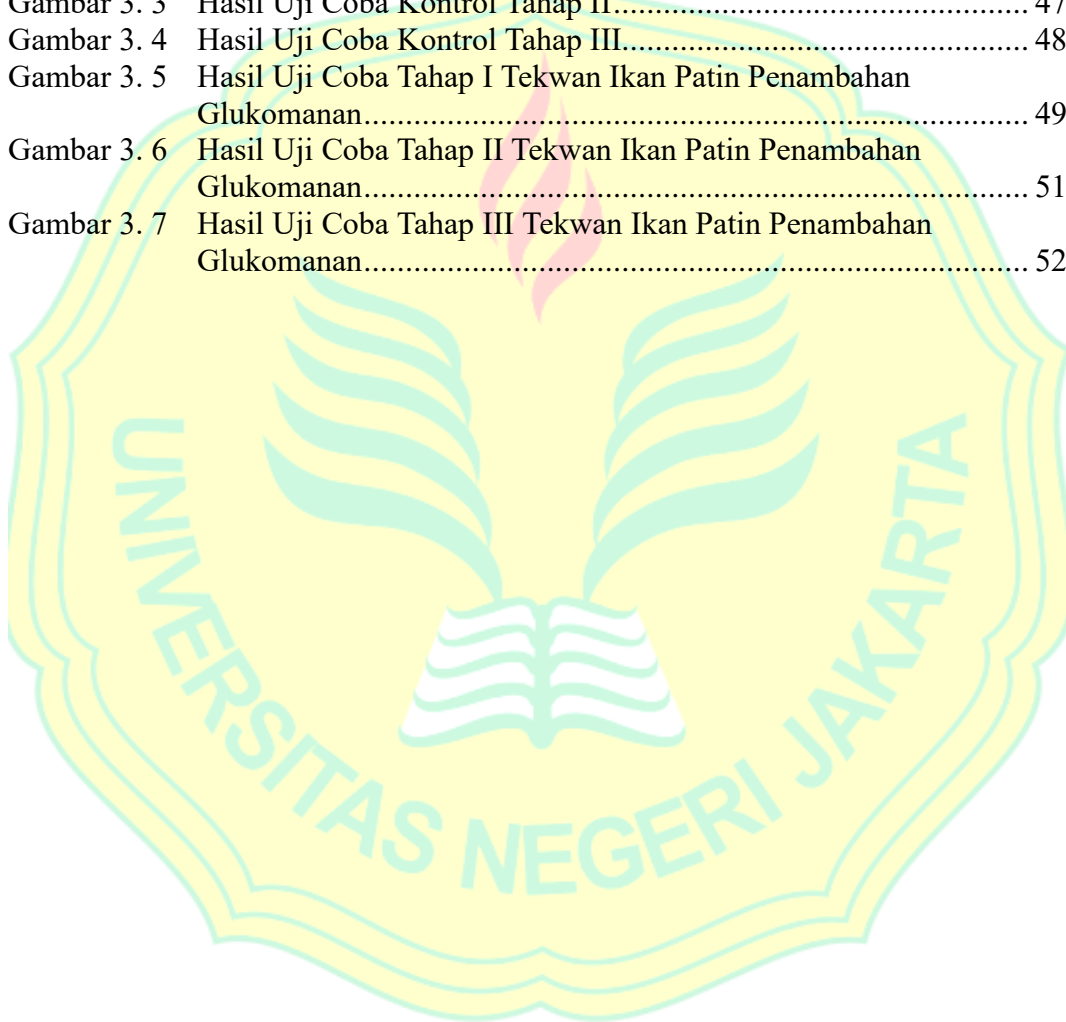 Gambar 3. 3 Hasil Uji Coba Kontrol Tahap II........................................................ 47
Gambar 3. 4 Hasil Uji Coba Kontrol Tahap III....................................................... 48
Gambar 3. 5 Hasil Uji Coba Tahap I Tekwan Ikan Patin Penambahan
Glukomanan................................................................................ 49
Gambar 3. 6 Hasil Uji Coba Tahap II Tekwan Ikan Patin Penambahan
Glukomanan................................................................................ 51
Gambar 3. 7 Hasil Uji Coba Tahap III Tekwan Ikan Patin Penambahan
Glukomanan................................................................................ 52
UNIVERSITAS NEGERI JAKARTA